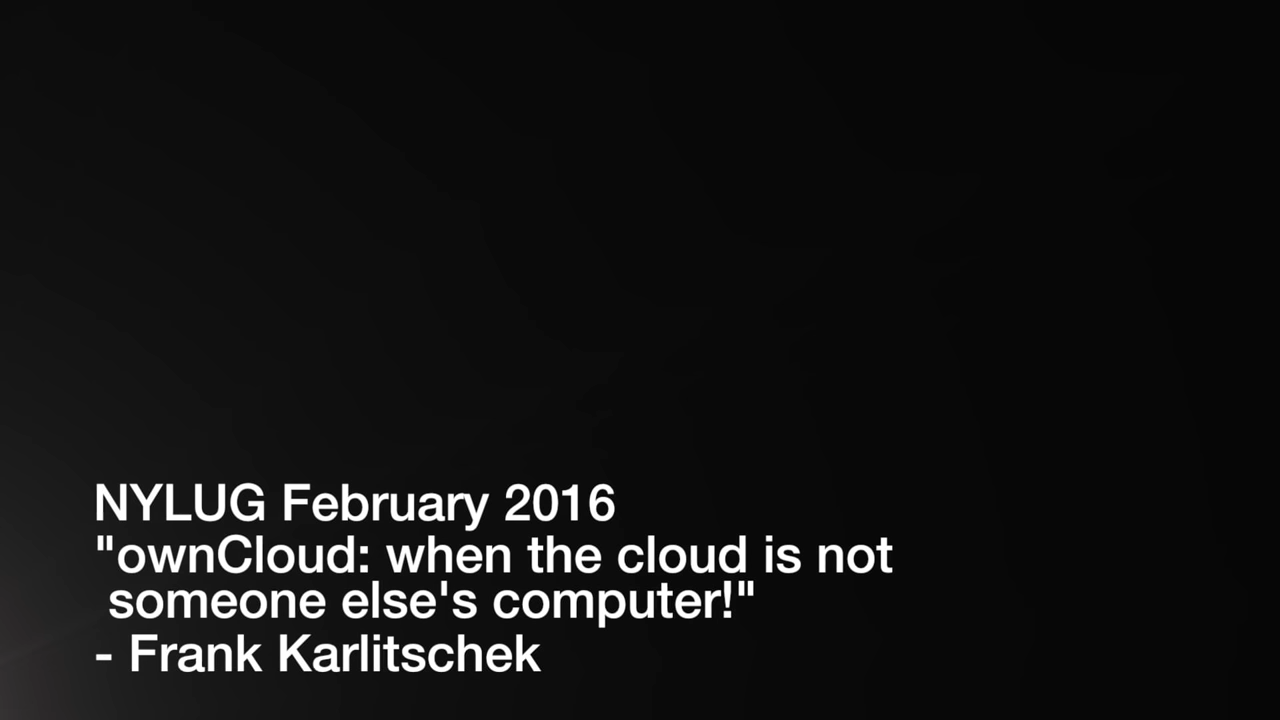 NYLUG February 2016
"ownCloud: when the cloud is not
someone else's computer!"
- Frank Karlitschek